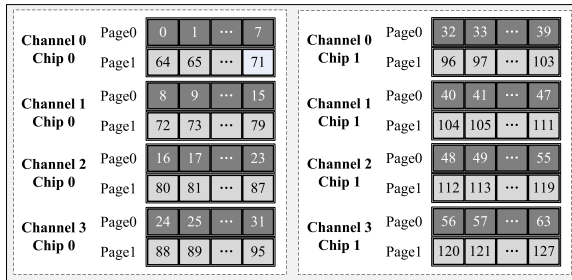 Channel 0
Chip 0
Page0 0 1 ··· 7
Page1 64 65 ··· 71
Channel 1
Chip 0
Page0 8 9 ··· 15
Page1 72 73 ··· 79
Channel 2
Chip 0
Page0 16 17 ··· 23
Page1 80 81 ··· 87
Channel 3
Chip 0
Page0 24 25 ··· 31
Page1 88 89 ··· 95
Channel 0
Chip 1
Page0 32 33 ··· 39
Page1 96 97 ··· 103
Channel 1
Chip 1
Page0 40 41 ··· 47
Page1 104 105 ··· 111
Channel 2
Chip 1
Page0 48 49 ··· 55
Page1 112 113 ··· 119
Channel 3
Chip 1
Page0 56 57 ··· 63
Page1 120 121 ··· 127